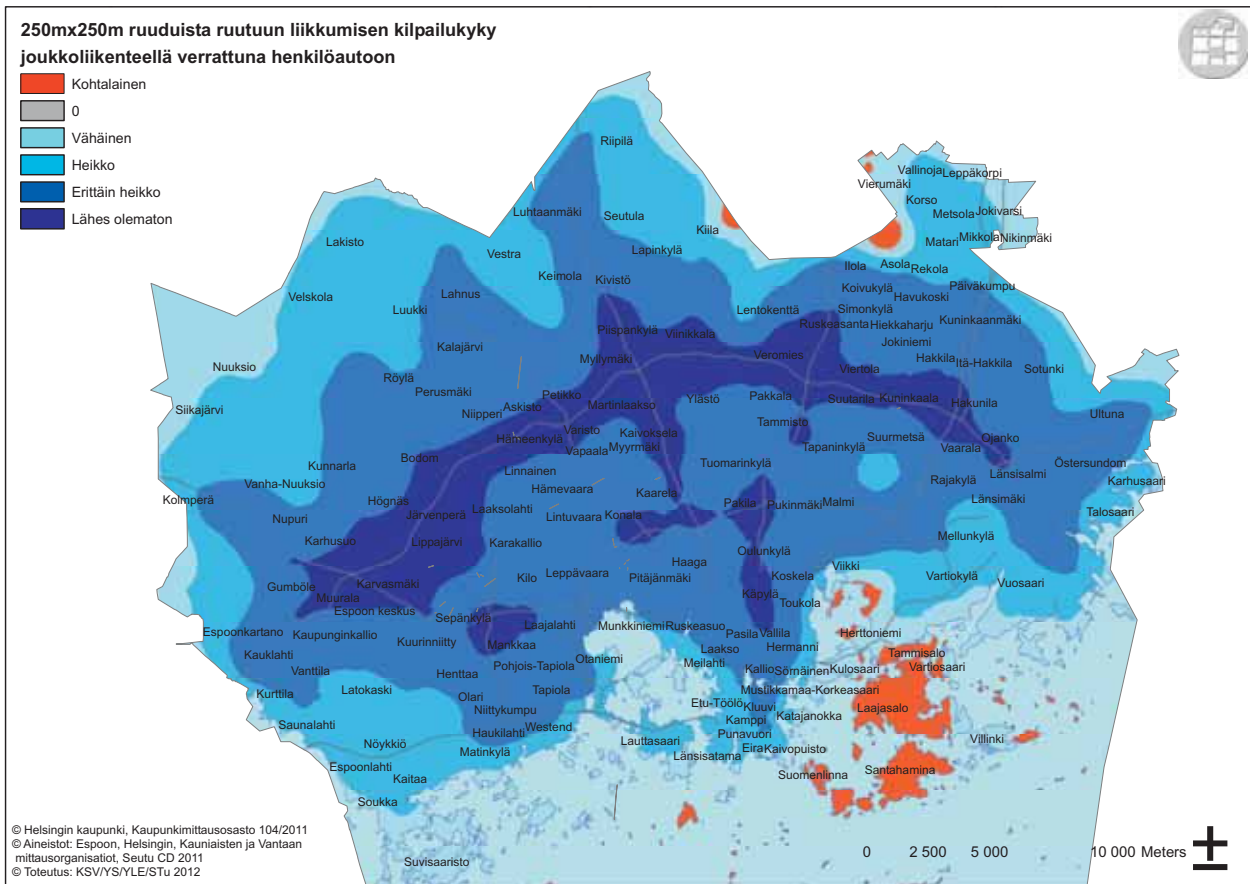 250mx250m ruuduista ruutuun liikkumisen kilpailukyky
joukkoliikenteellä verrattuna henkilöautoon
Kohtalainen
0
Vähäinen
Heikko
Erittäin heikko
Lähes olematon
Riipilä
Vallinoja
Leppäkorpi
Vierumäki
Korso
Luhtaanmäki
Seutula
Metsola
Jokivarsi
Kiila
Lakisto
Vestra
Lapinkylä
Matari
Mikkola
Nikinmäki
Keimola
Kivistö
Ilola
Asola
Rekola
Velskola
Lahnus
Koivukylä
Havukoski
Päiväkumpu
Luukki
Lentokenttä
Simonkylä
Piispankylä
Viinikkala
Ruskeasanta
Hiekkaharju
Kuninkaanmäki
Kalajärvi
Jokiniemi
Nuuksio
Myllymäki
Veromies
Viertola
Hakkila
Itä-Hakkila
Sotunki
Röylä
Perusmäki
Petikko
Siikajärvi
Niipperi
Askisto
Martinlaakso
Ylästö
Pakkala
Suutarila
Kuninkaala
Hakunila
Ultuna
Tammisto
Hämeenkylä
Varisto
Kaivoksela
Suurmetsä
Ojanko
Vapaala
Myyrmäki
Tapaninkylä
Vaarala
Bodom
Kunnarla
Linnainen
Tuomarinkylä
Östersundom
Vanha-Nuuksio
Hämevaara
Rajakylä
Länsisalmi
Karhusaari
Kolmperä
Högnäs
Kaarela
Pakila
Pukinmäki
Malmi
Länsimäki
Nupuri
Järvenperä
Laaksolahti
Lintuvaara
Konala
Talosaari
Karhusuo
Lippajärvi
Karakallio
Mellunkylä
Oulunkylä
Haaga
Viikki
Kilo
Leppävaara
Pitäjänmäki
Koskela
Vartiokylä
Vuosaari
Gumböle
Karvasmäki
Muurala
Käpylä
Toukola
Espoon keskus
Sepänkylä
Espoonkartano
Kaupunginkallio
Laajalahti
Munkkiniemi
Ruskeasuo
Pasila
Vallila
Herttoniemi
Kuurinniitty
Mankkaa
Laakso
Hermanni
Tammisalo
Kauklahti
Otaniemi
Meilahti
Vartiosaari
Vanttila
Henttaa
Pohjois-Tapiola
Kallio
Sörnäinen
Kulosaari
Kurttila
Latokaski
Olari
Tapiola
Mustikkamaa-Korkeasaari
Etu-Töölö
Kluuvi
Laajasalo
Niittykumpu
Katajanokka
Saunalahti
Haukilahti
Westend
Kamppi
Punavuori
Villinki
Nöykkiö
Matinkylä
Lauttasaari
Länsisatama
Eira
Kaivopuisto
Espoonlahti
Kaitaa
Suomenlinna
Santahamina
Soukka
Suvisaaristo
© Helsingin kaupunki, Kaupunkimittausosasto 104/2011
© Aineistot: Espoon, Helsingin, Kauniaisten ja Vantaan
mittausorganisatiot, Seutu CD 2011
© Toteutus: KSV/YS/YLE/STu 2012
0 2 500 5 000 10 000 Meters